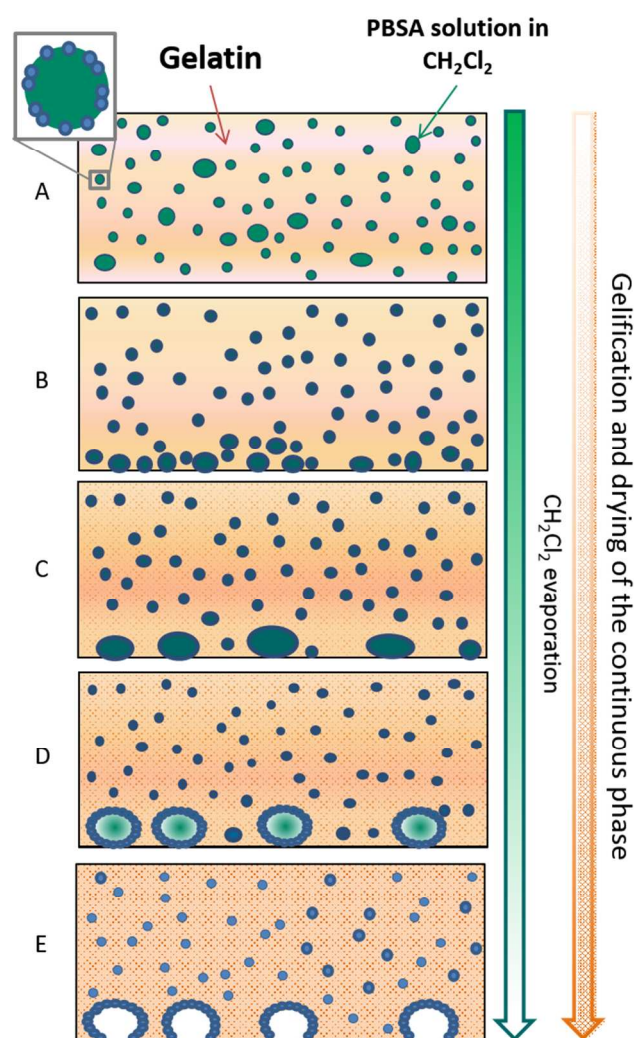 Gelatin
PBSA solution in
CH₂Cl₂
A
B
C
D
E
CH₂Cl₂ evaporation
Gelification and drying of the continuous phase